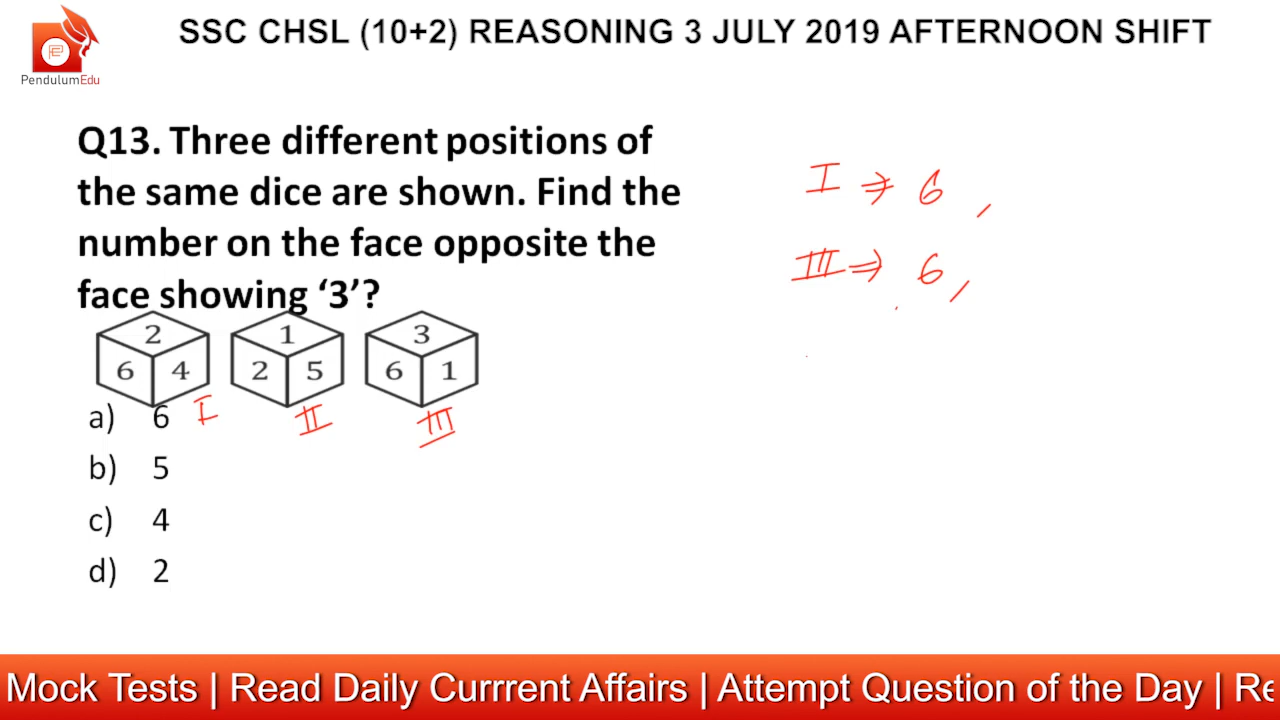 SSC CHSL (10+2) REASONING 3 JULY 2019 AFTERNOON SHIFT
PendulumEdu
Q13. Three different positions of
the same dice are shown. Find the
number on the face opposite the
face showing ‘3’?
2 1 3
6 4 2 5 6 1
I II III
a) 6
b) 5
c) 4
d) 2
I ⇒ 6 ,
III ⇒ 6 ,
Mock Tests | Read Daily Currrent Affairs | Attempt Question of the Day | Re